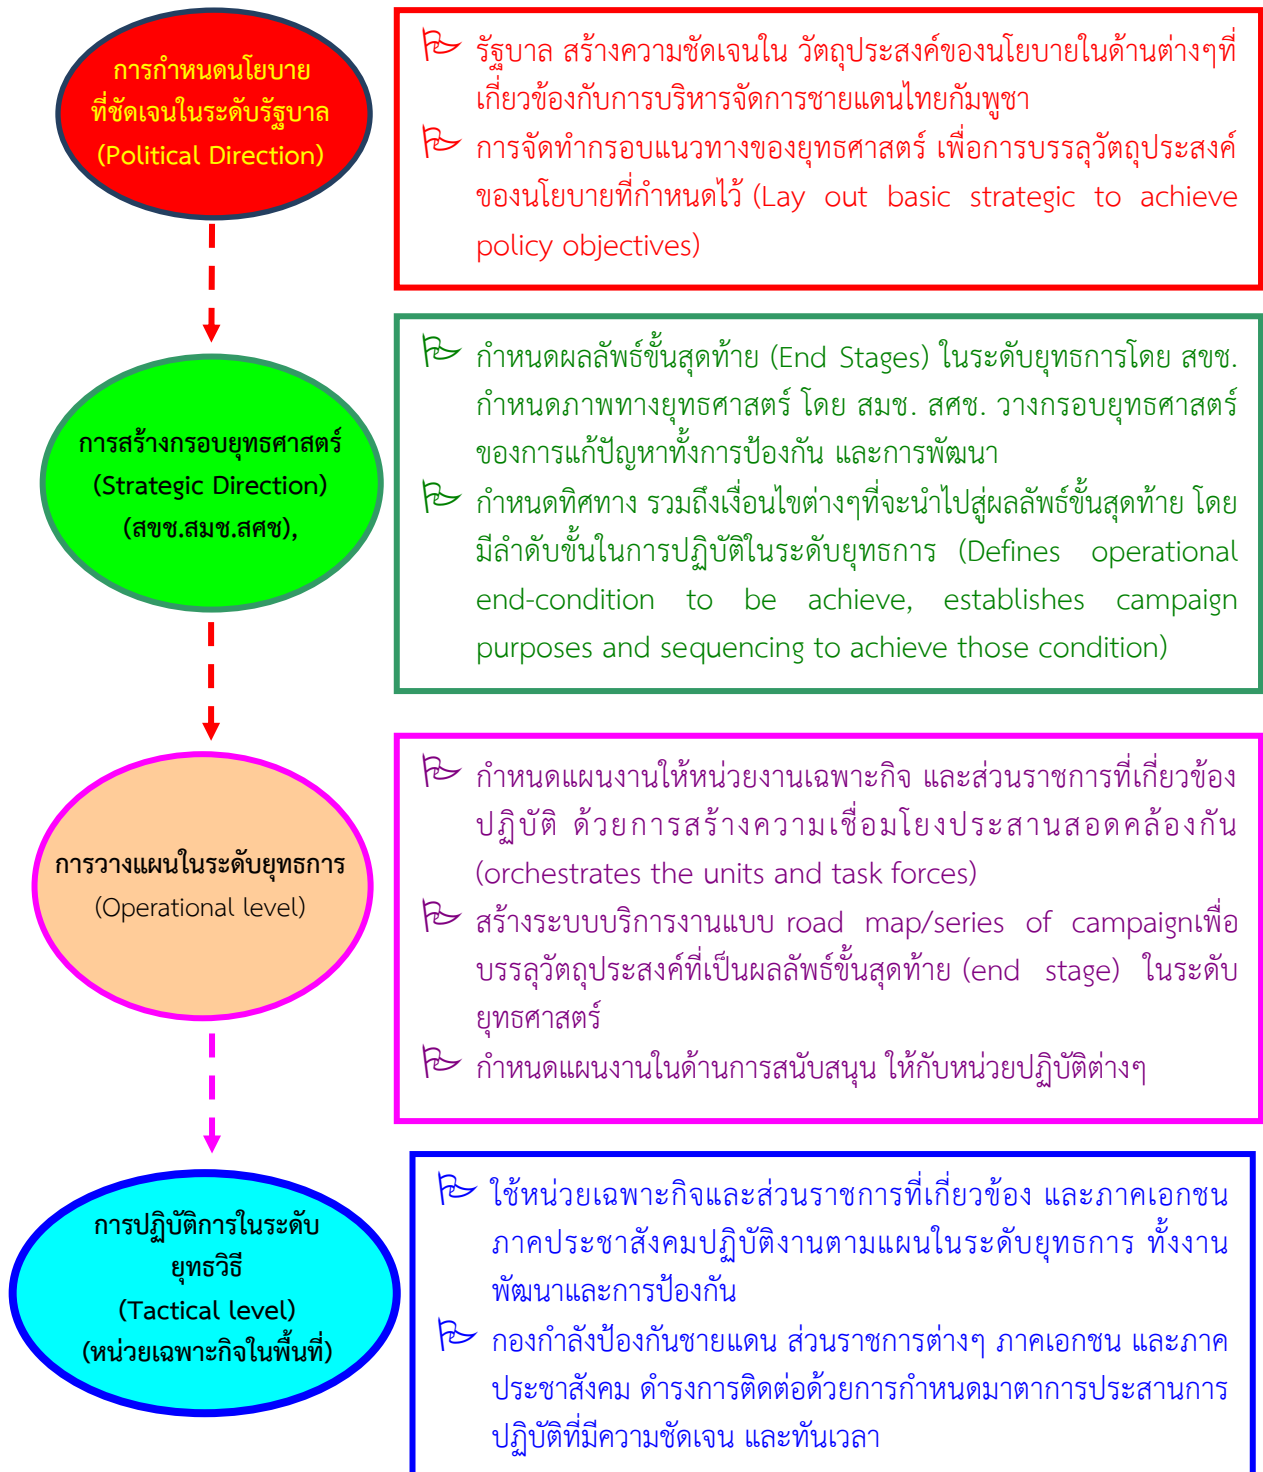 การกำหนดนโยบาย
ที่ชัดเจนในระดับรัฐบาล
(Political Direction)
รัฐบาล สร้างความชัดเจนใน วัตถุประสงค์ของนโยบายในด้านต่างๆที่
เกี่ยวข้องกับการบริหารจัดการชายแดนไทยกัมพูชา
การจัดทำกรอบแนวทางของยุทธศาสตร์ เพื่อการบรรลุวัตถุประสงค์
ของนโยบายที่กำหนดไว้ (Lay out basic strategic to achieve
policy objectives)
การสร้างกรอบยุทธศาสตร์
(Strategic Direction)
(สขช.สมช.สศช),
กำหนดผลลัพธ์ขั้นสุดท้าย (End Stages) ในระดับยุทธการโดย สขช.
กำหนดภาพทางยุทธศาสตร์ โดย สมช. สศช. วางกรอบยุทธศาสตร์
ของการแก้ปัญหาทั้งการป้องกัน และการพัฒนา
กำหนดทิศทาง รวมถึงเงื่อนไขต่างๆที่จะนำไปสู่ผลลัพธ์ขั้นสุดท้าย โดย
มีลำดับขั้นในการปฏิบัติในระดับยุทธการ (Defines operational
end-condition to be achieve, establishes campaign
purposes and sequencing to achieve those condition)
การวางแผนในระดับยุทธการ
(Operational level)
กำหนดแผนงานให้หน่วยงานเฉพาะกิจ และส่วนราชการที่เกี่ยวข้อง
ปฏิบัติ ด้วยการสร้างความเชื่อมโยงประสานสอดคล้องกัน
(orchestrates the units and task forces)
สร้างระบบบริการงานแบบ road map/series of campaignเพื่อ
บรรลุวัตถุประสงค์ที่เป็นผลลัพธ์ขั้นสุดท้าย (end stage) ในระดับ
ยุทธศาสตร์
กำหนดแผนงานในด้านการสนับสนุน ให้กับหน่วยปฏิบัติต่างๆ
การปฏิบัติการในระดับ
ยุทธวิธี
(Tactical level)
(หน่วยเฉพาะกิจในพื้นที่)
ใช้หน่วยเฉพาะกิจและส่วนราชการที่เกี่ยวข้อง และภาคเอกชน
ภาคประชาสังคมปฏิบัติงานตามแผนในระดับยุทธการ ทั้งงาน
พัฒนาและการป้องกัน
กองกำลังป้องกันชายแดน ส่วนราชการต่างๆ ภาคเอกชน และภาค
ประชาสังคม ดำรงการติดต่อด้วยการกำหนดมาตาการประสานการ
ปฏิบัติที่มีความชัดเจน และทันเวลา